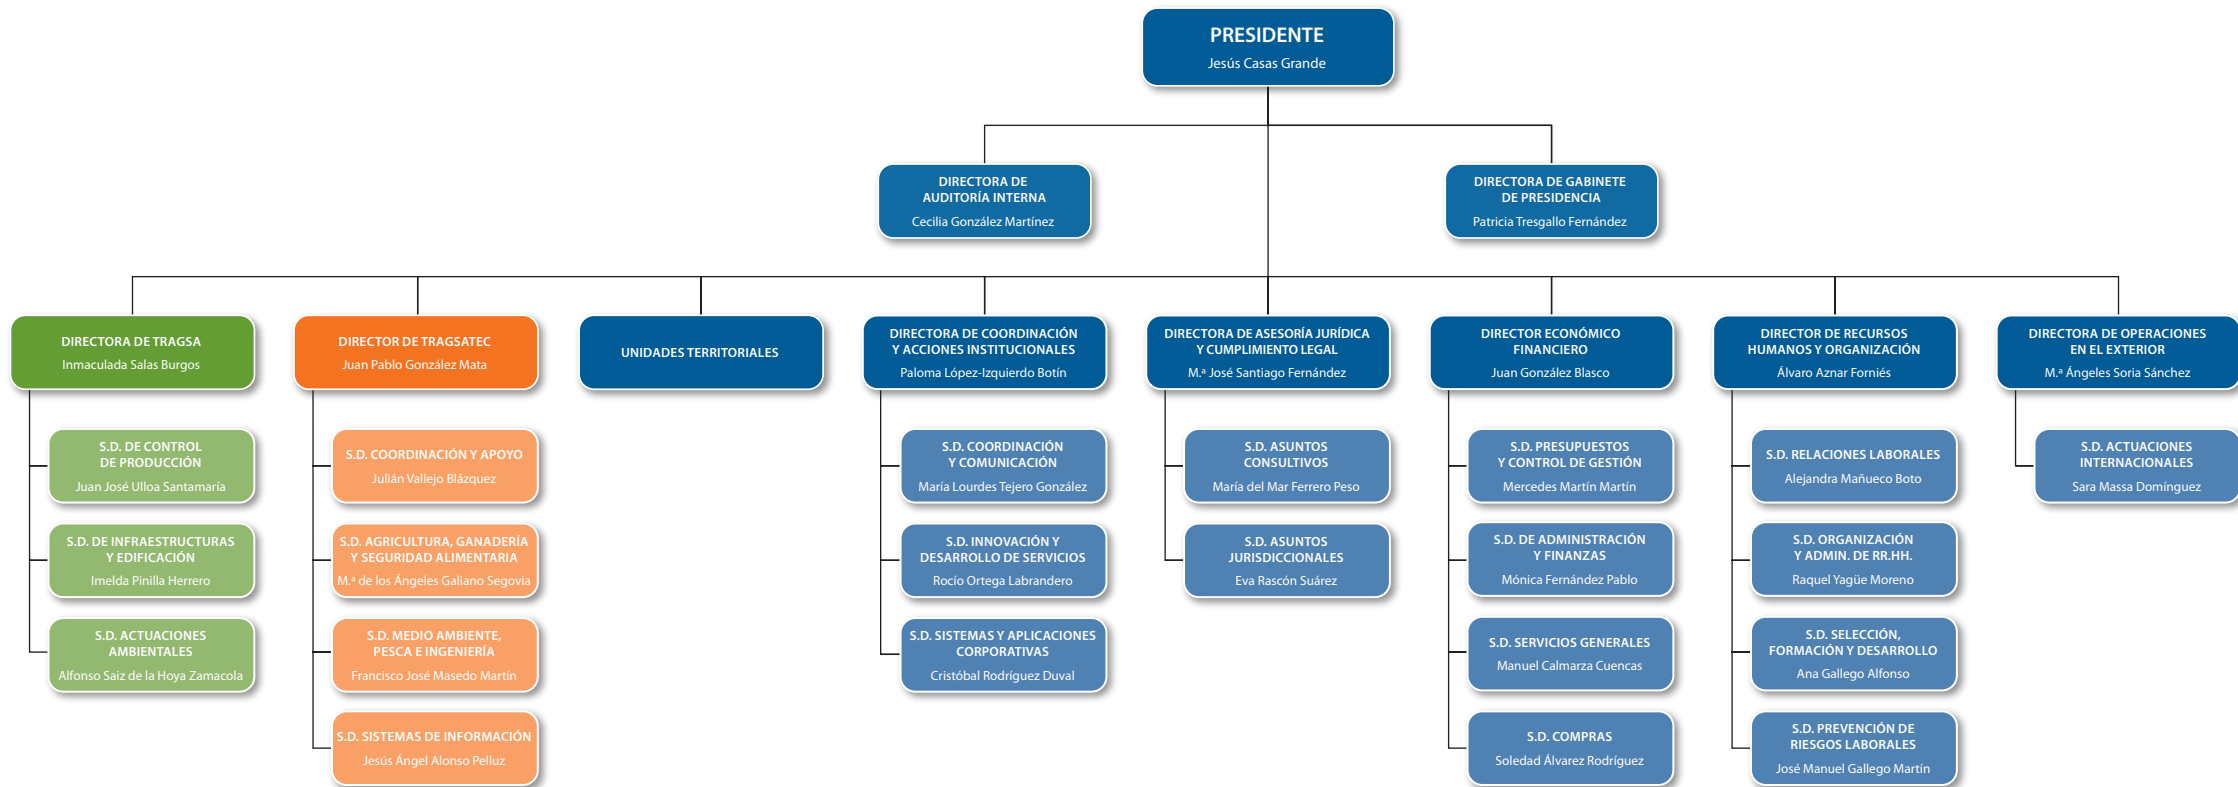 PRESIDENTE
Jesús Casas Grande
DIRECTORA DE
AUDITORÍA INTERNA
Cecilia González Martínez
DIRECTORA DE GABINETE
DE PRESIDENCIA
Patricia Tresgallo Fernández
DIRECTORA DE TRAGSA
Inmaculada Salas Burgos
DIRECTOR DE TRAGSATEC
Juan Pablo González Mata
UNIDADES TERRITORIALES
DIRECTORA DE COORDINACIÓN
Y ACCIONES INSTITUCIONALES
Paloma López-Izquierdo Botín
DIRECTORA DE ASESORÍA JURÍDICA
Y CUMPLIMIENTO LEGAL
M.ª José Santiago Fernández
DIRECTOR ECONÓMICO
FINANCIERO
Juan González Blasco
DIRECTOR DE RECURSOS
HUMANOS Y ORGANIZACIÓN
Álvaro Aznar Forniés
DIRECTORA DE OPERACIONES
EN EL EXTERIOR
M.ª Ángeles Soria Sánchez
S.D. DE CONTROL
DE PRODUCCIÓN
Juan José Ulloa Santamaría
S.D. DE INFRAESTRUCTURAS
Y EDIFICACIÓN
Imelda Pinilla Herrero
S.D. ACTUACIONES
AMBIENTALES
Alfonso Saiz de la Hoya Zamacola
S.D. COORDINACIÓN Y APOYO
Julián Vallejo Blázquez
S.D. AGRICULTURA, GANADERÍA
Y SEGURIDAD ALIMENTARIA
M.ª de los Ángeles Galiano Segovia
S.D. MEDIO AMBIENTE,
PESCA E INGENIERÍA
Francisco José Masedo Martín
S.D. SISTEMAS DE INFORMACIÓN
Jesús Ángel Alonso Pelluz
S.D. COORDINACIÓN
Y COMUNICACIÓN
María Lourdes Tejero González
S.D. INNOVACIÓN Y
DESARROLLO DE SERVICIOS
Rocío Ortega Labrandero
S.D. SISTEMAS Y APLICACIONES
CORPORATIVAS
Cristóbal Rodríguez Duval
S.D. ASUNTOS
CONSULTIVOS
María del Mar Ferrero Peso
S.D. ASUNTOS
JURISDICCIONALES
Eva Rascón Suárez
S.D. PRESUPUESTOS
Y CONTROL DE GESTIÓN
Mercedes Martín Martín
S.D. DE ADMINISTRACIÓN
Y FINANZAS
Mónica Fernández Pablo
S.D. SERVICIOS GENERALES
Manuel Calmarza Cuencas
S.D. COMPRAS
Soledad Álvarez Rodríguez
S.D. RELACIONES LABORALES
Alejandra Mañueco Boto
S.D. ORGANIZACIÓN
Y ADMIN. DE RR.HH.
Raquel Yagüe Moreno
S.D. SELECCIÓN,
FORMACIÓN Y DESARROLLO
Ana Gallego Alfonso
S.D. PREVENCIÓN DE
RIESGOS LABORALES
José Manuel Gallego Martín
S.D. ACTUACIONES
INTERNACIONALES
Sara Massa Domínguez